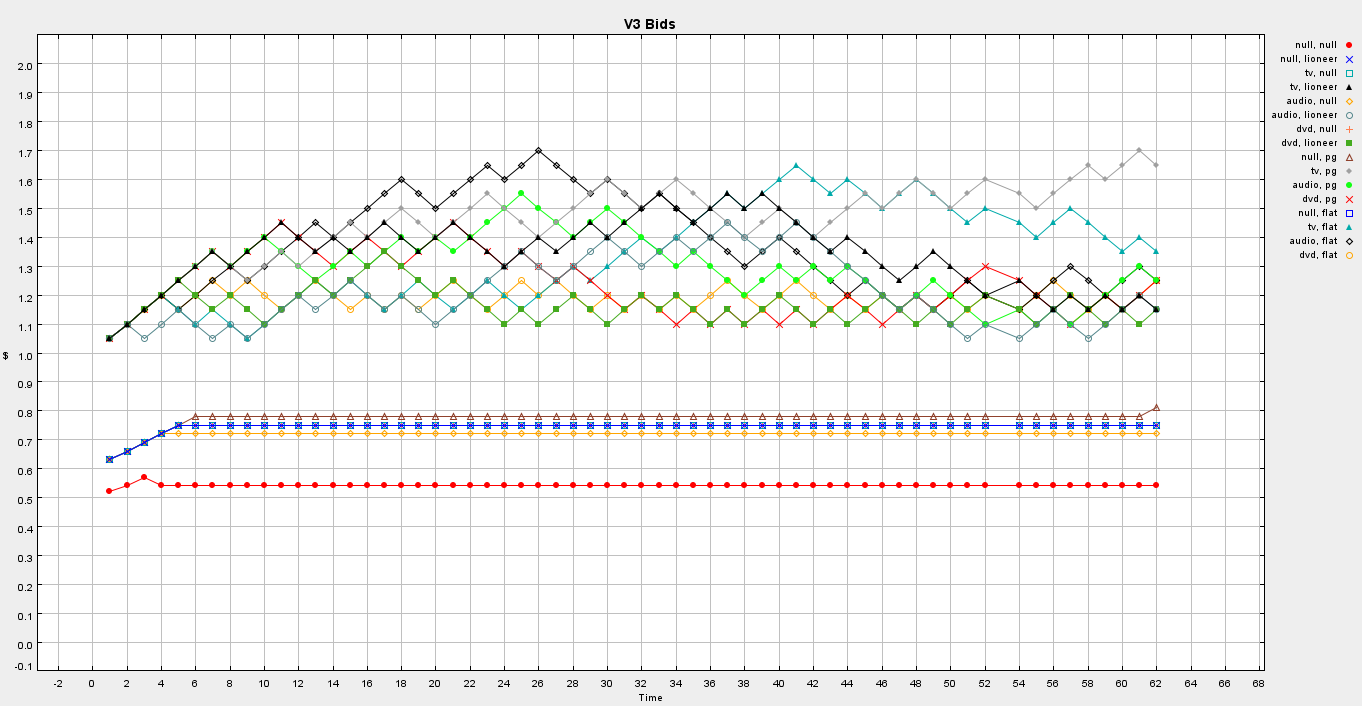 V3 Bids
null, null
null, lioneer
tv, null
tv, lioneer
audio, null
audio, lioneer
dvd, null
dvd, lioneer
null, pg
tv, pg
audio, pg
dvd, pg
null, flat
tv, flat
audio, flat
dvd, flat
2.0
1.9
1.8
1.7
1.6
1.5
1.4
1.3
1.2
1.1
$ 1.0
0.9
0.8
0.7
0.6
0.5
0.4
0.3
0.2
0.1
0.0
-0.1
-2 0 2 4 6 8 10 12 14 16 18 20 22 24 26 28 30 32 34 36 38 40 42 44 46 48 50 52 54 56 58 60 62 64 66 68
Time